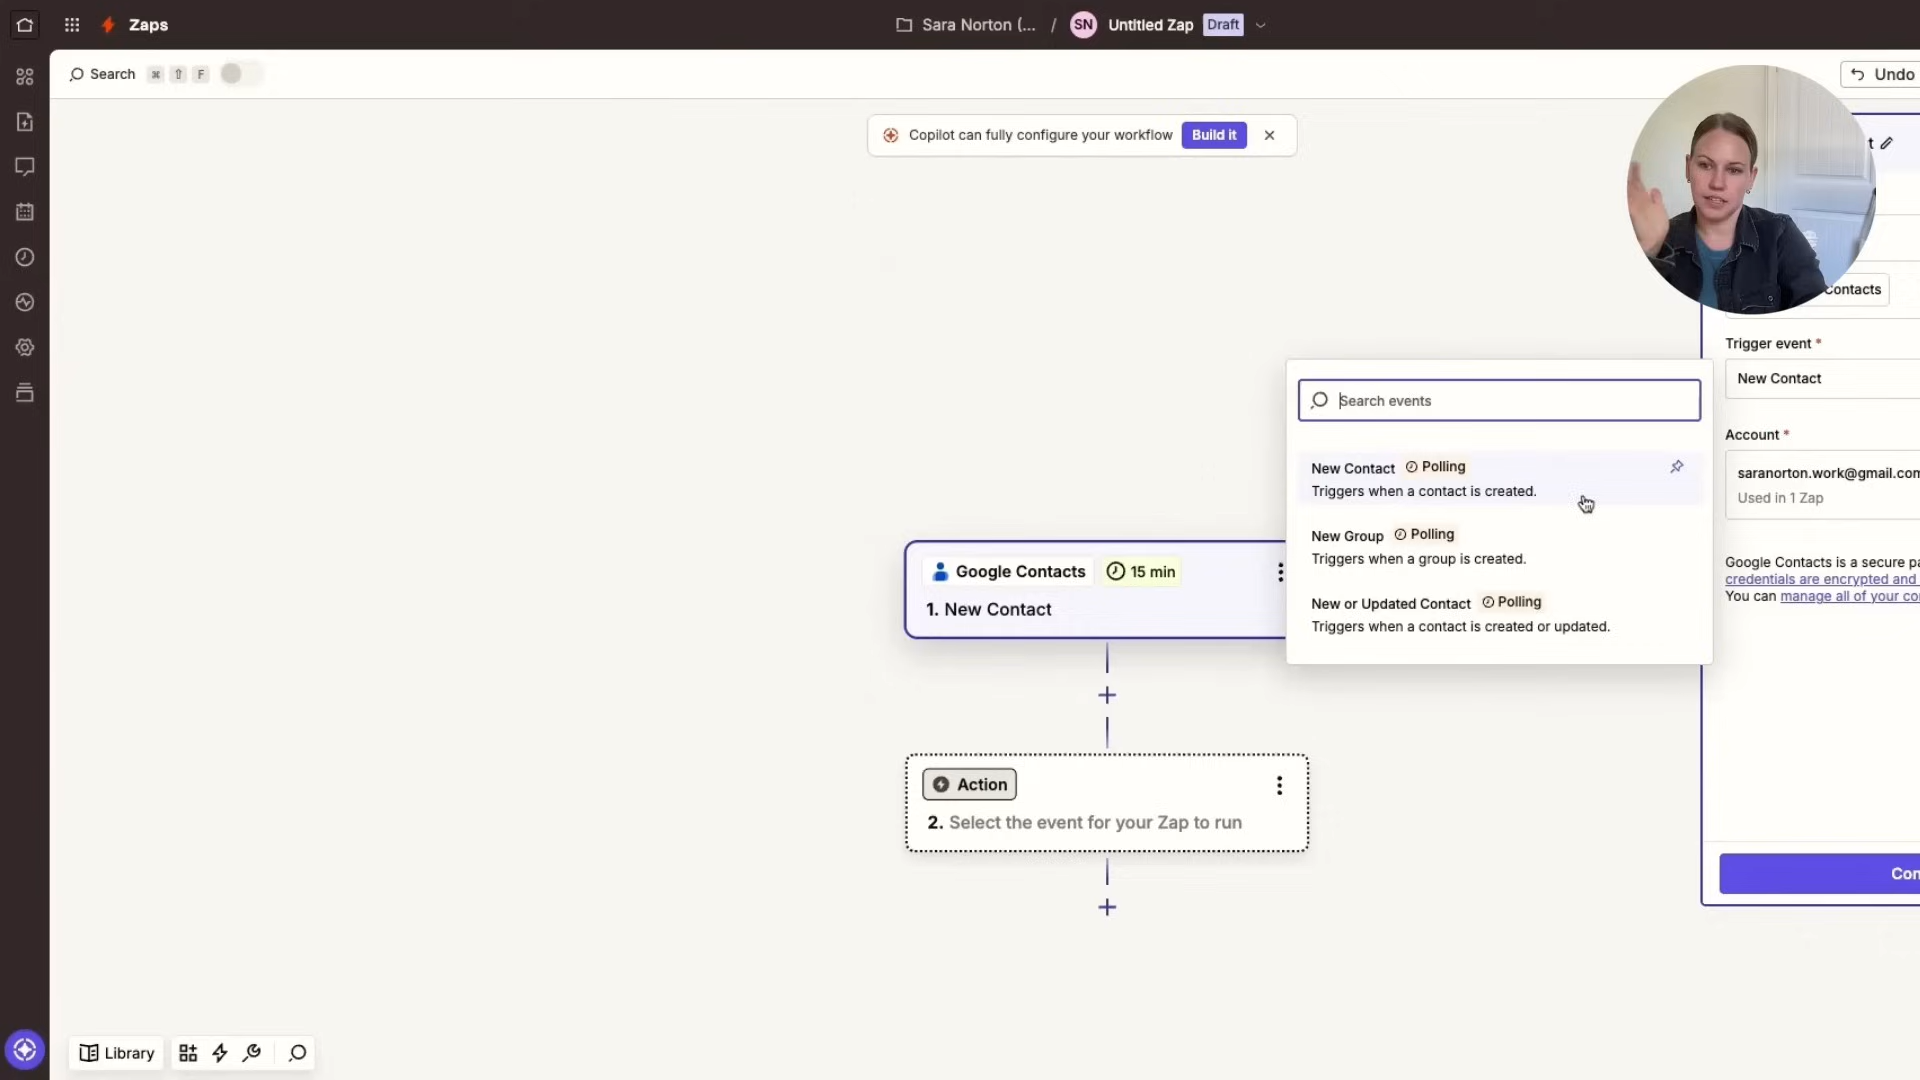 Zaps
Sara Norton (... / SN Untitled Zap Draft
Search ⌘ ⇧ F
Undo
Copilot can fully configure your workflow Build it
t
Contacts
Trigger event *
New Contact
Account *
saranorton.work@gmail.com
Used in 1 Zap
Google Contacts is a secure pa
credentials are encrypted and
You can manage all of your co
Con
Search events
New Contact Polling
Triggers when a contact is created.
New Group Polling
Triggers when a group is created.
New or Updated Contact Polling
Triggers when a contact is created or updated.
Google Contacts 15 min
1. New Contact
Action
2. Select the event for your Zap to run
Library